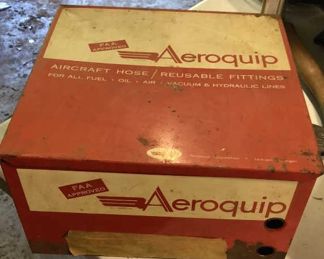 FAA
APPROVED
Aeroquip
AIRCRAFT HOSE / REUSABLE FITTINGS
FOR ALL FUEL · OIL · AIR · VACUUM & HYDRAULIC LINES
FAA
APPROVED
Aeroquip